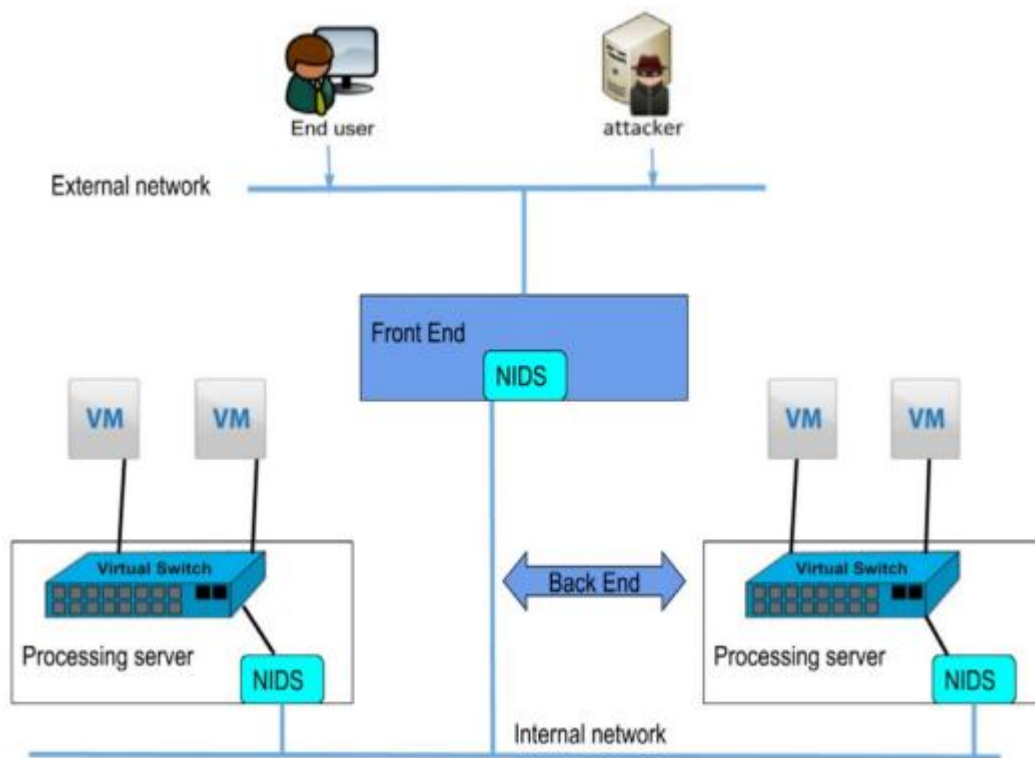 End user
attacker
External network
Front End
NIDS
VM
VM
VM
VM
Virtual Switch
Virtual Switch
Back End
Processing server
Processing server
NIDS
NIDS
Internal network